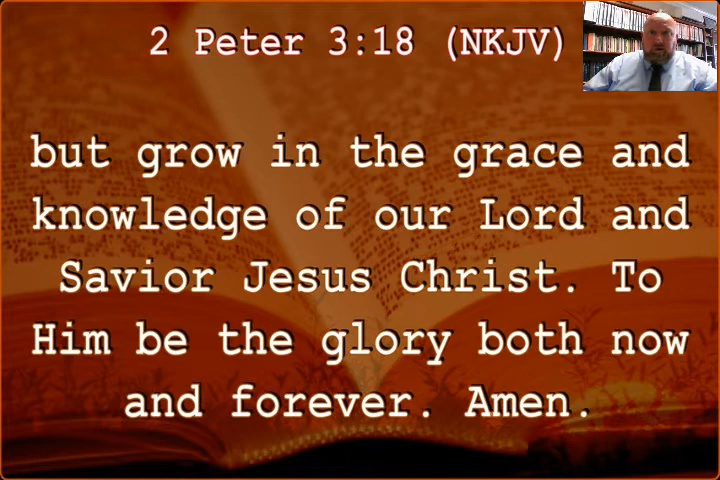 2 Peter 3:18 (NKJV)
but grow in the grace and
knowledge of our Lord and
Savior Jesus Christ. To
Him be the glory both now
and forever. Amen.